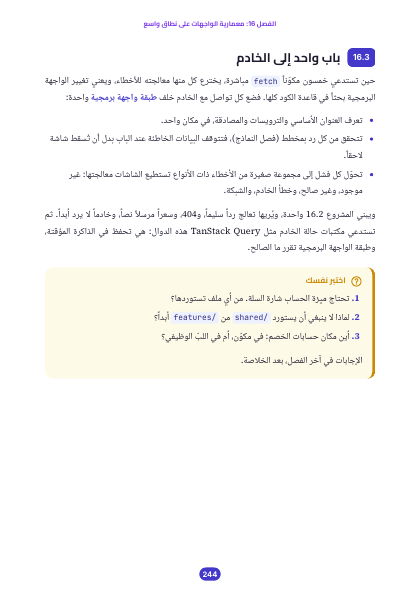 الفصل 16: معمارية الواجهات على نطاق واسع
16.3 باب واحد إلى الخادم
حين تستدعي خمسون مكوّناً fetch مباشرة، يخترع كل منها معالجته للأخطاء، ويعني تغيير الواجهة
البرمجية بحثاً في قاعدة الكود كلها. فضع كل تواصل مع الخادم خلف طبقة واجهة برمجية واحدة:
• تعرف العنوان الأساسي والترويسات والمصادقة، في مكان واحد.
• تتحقق من كل رد بمخطط (فصل النماذج)، فتتوقف البيانات الخاطئة عند الباب بدل أن تُسقط شاشة
لاحقاً.
• تحوّل كل فشل إلى مجموعة صغيرة من الأخطاء ذات الأنواع تستطيع الشاشات معالجتها: غير
موجود، وغير صالح، وخطأ الخادم، والشبكة.
ويبني المشروع 16.2 واحدة، ويُريها تعالج رداً سليماً، و404، وسعراً مرسلاً نصاً، وخادماً لا يرد أبداً. ثم
تستدعي مكتبات حالة الخادم مثل TanStack Query هذه الدوال: هي تحفظ في الذاكرة المؤقتة،
وطبقة الواجهة البرمجية تقرر ما الصالح.
اختبر نفسك
1. تحتاج ميزة الحساب شارة السلة. من أي ملف تستوردها؟
2. لماذا لا ينبغي أن يستورد shared/ من features/ أبداً؟
3. أين مكان حسابات الخصم: في مكوّن، أم في اللبّ الوظيفي؟
الإجابات في آخر الفصل، بعد الخلاصة.
244